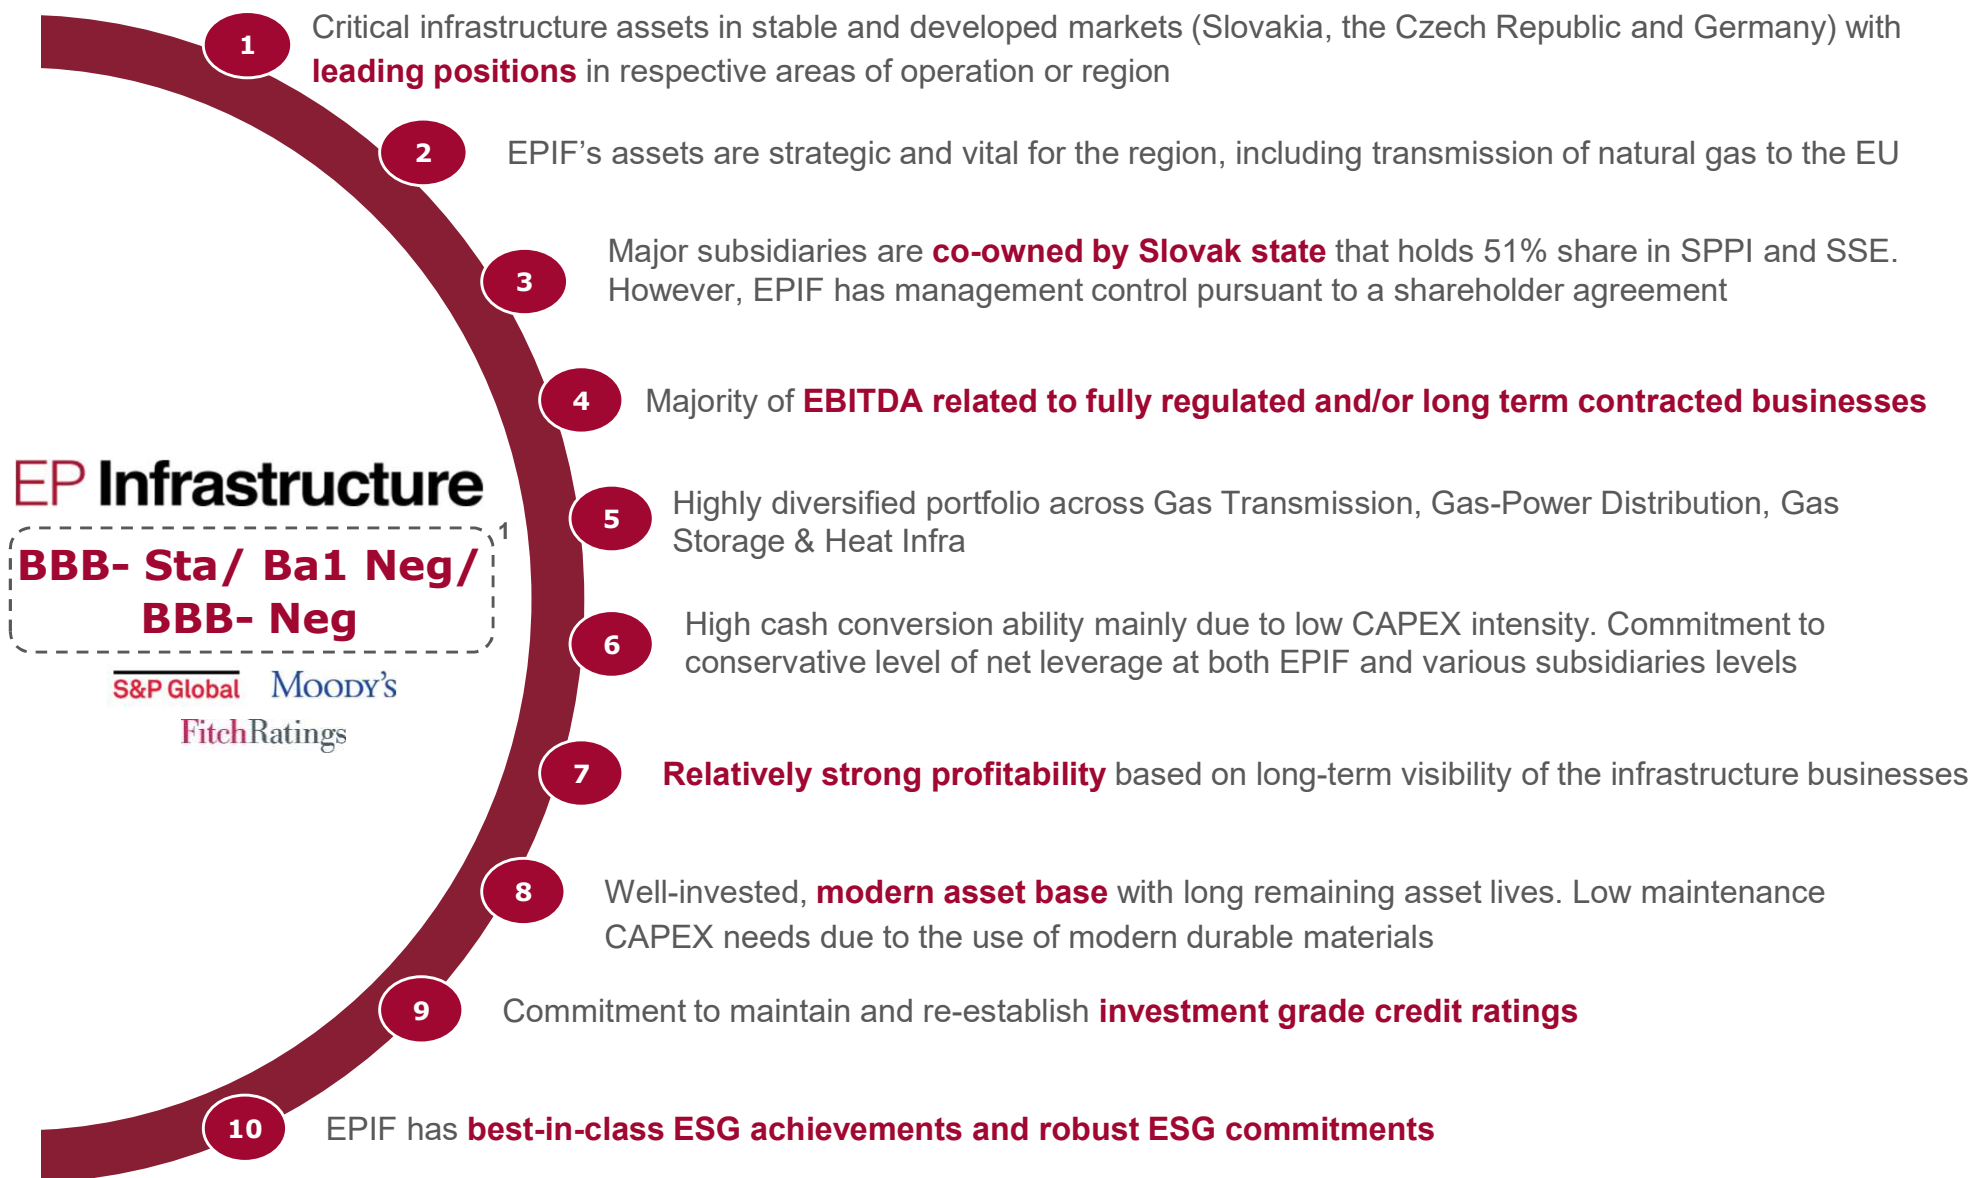 1
Critical infrastructure assets in stable and developed markets (Slovakia, the Czech Republic and Germany) with
leading positions in respective areas of operation or region
2
EPIF’s assets are strategic and vital for the region, including transmission of natural gas to the EU
3
Major subsidiaries are co-owned by Slovak state that holds 51% share in SPPI and SSE.
However, EPIF has management control pursuant to a shareholder agreement
4
Majority of EBITDA related to fully regulated and/or long term contracted businesses
EP Infrastructure
1
BBB- Sta/ Ba1 Neg/
BBB- Neg
S&P Global
MOODY’S
FitchRatings
5
Highly diversified portfolio across Gas Transmission, Gas-Power Distribution, Gas
Storage & Heat Infra
6
High cash conversion ability mainly due to low CAPEX intensity. Commitment to
conservative level of net leverage at both EPIF and various subsidiaries levels
7
Relatively strong profitability based on long-term visibility of the infrastructure businesses
8
Well-invested, modern asset base with long remaining asset lives. Low maintenance
CAPEX needs due to the use of modern durable materials
9
Commitment to maintain and re-establish investment grade credit ratings
10
EPIF has best-in-class ESG achievements and robust ESG commitments